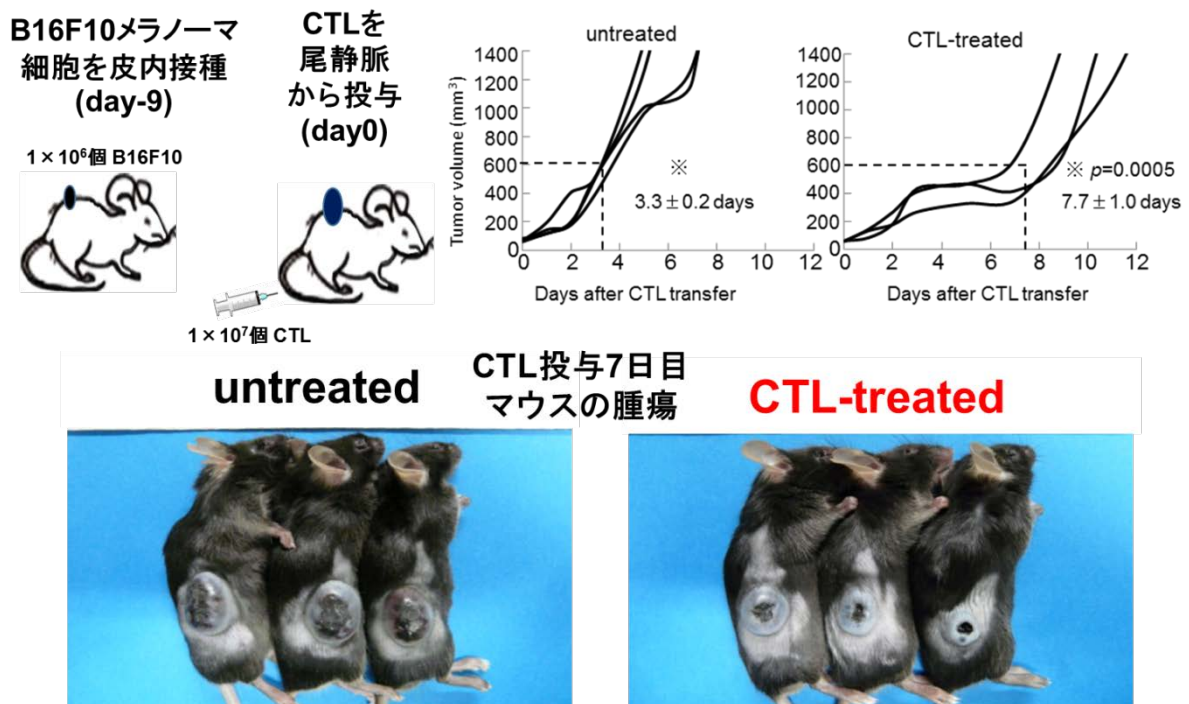 B16F10メラノーマ
細胞を皮内接種
(day-9)
1×10⁶個 B16F10
CTLを
尾静脈
から投与
(day0)
1×10⁷個 CTL
untreated
Tumor volume (mm³)
1400
1200
1000
800
600
400
200
0
※
3.3±0.2 days
0 2 4 6 8 10 12
Days after CTL transfer
CTL-treated
1400
1200
1000
800
600
400
200
0
※ p=0.0005
7.7±1.0 days
0 2 4 6 8 10 12
Days after CTL transfer
CTL投与7日目
マウスの腫瘍
untreated
CTL-treated